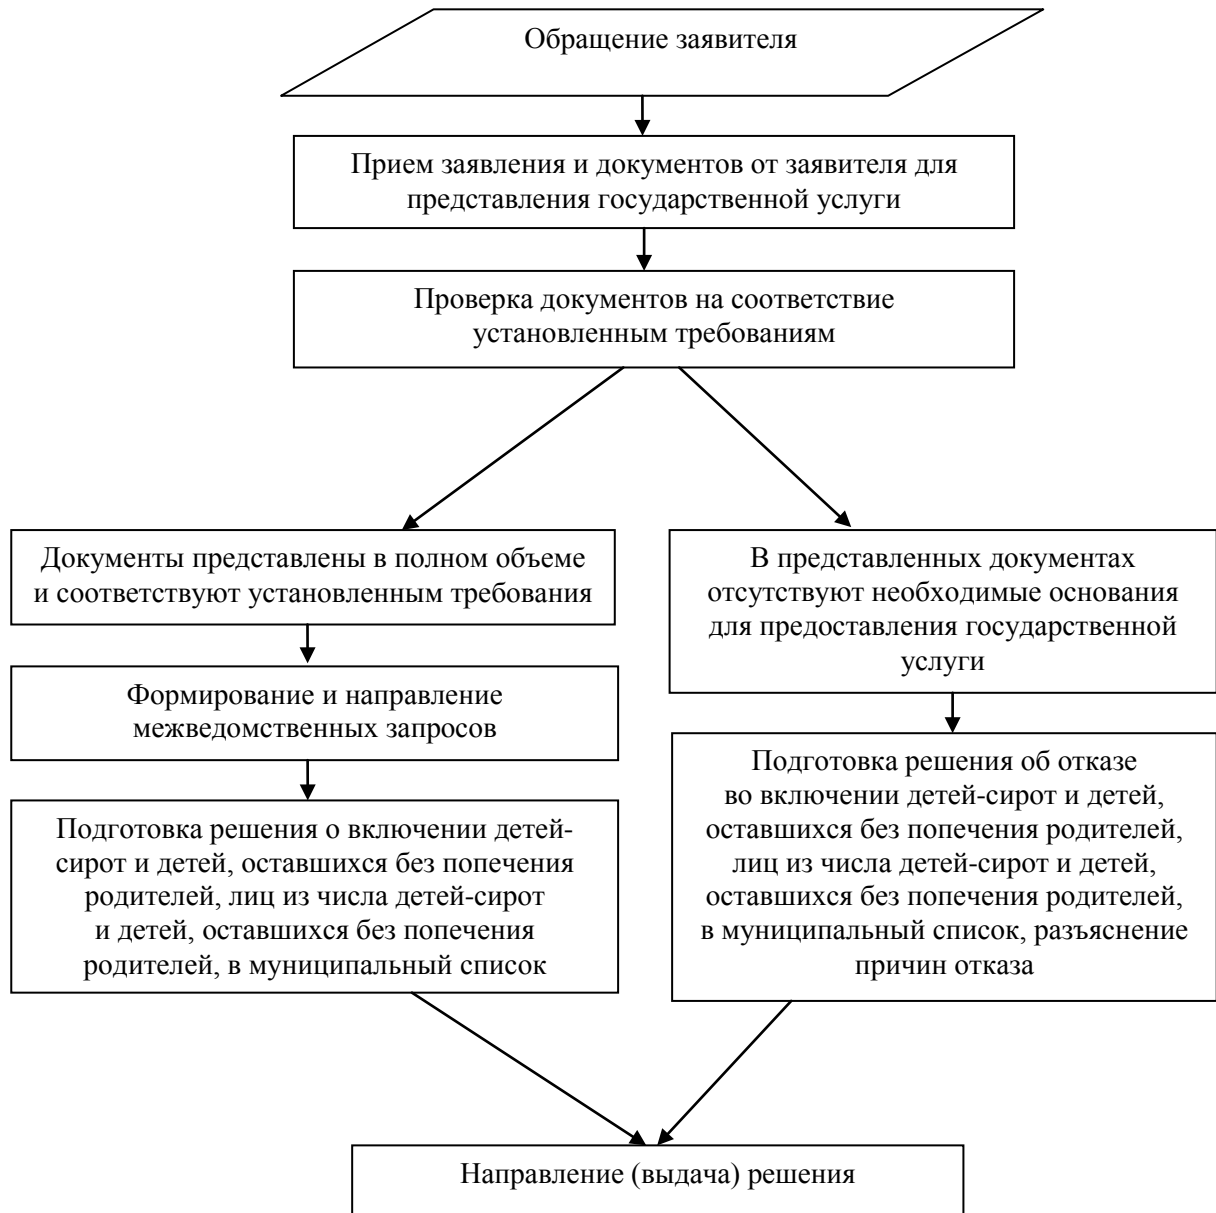 Обращение заявителя
Прием заявления и документов от заявителя для
представления государственной услуги
Проверка документов на соответствие
установленным требованиям
Документы представлены в полном объеме
и соответствуют установленным требования
Формирование и направление
межведомственных запросов
Подготовка решения о включении детей-
сирот и детей, оставшихся без попечения
родителей, лиц из числа детей-сирот
и детей, оставшихся без попечения
родителей, в муниципальный список
В представленных документах
отсутствуют необходимые основания
для предоставления государственной
услуги
Подготовка решения об отказе
во включении детей-сирот и детей,
оставшихся без попечения родителей,
лиц из числа детей-сирот и детей,
оставшихся без попечения родителей,
в муниципальный список, разъяснение
причин отказа
Направление (выдача) решения